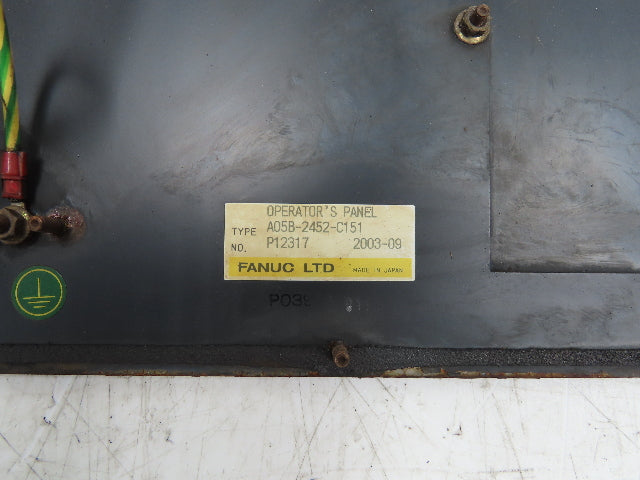 OPERATOR'S PANEL
TYPE A05B-2452-C151
NO. P12317 2003-09
FANUC LTD MADE IN JAPAN